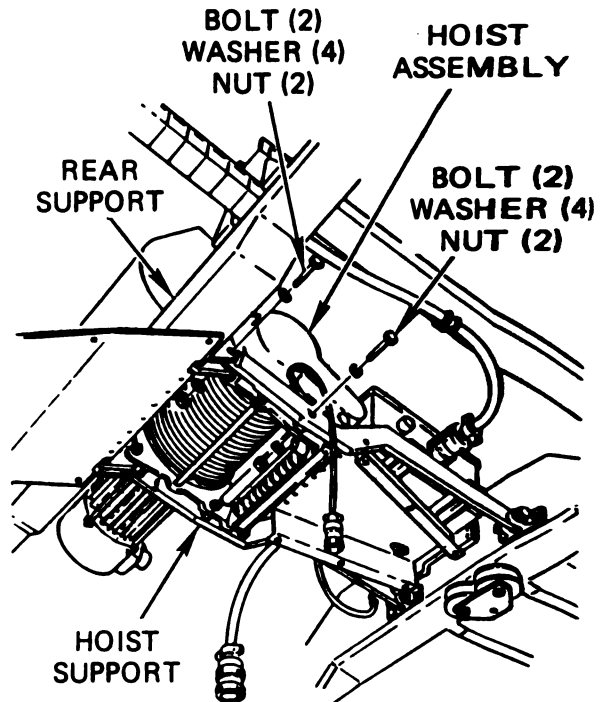 BOLT (2)
WASHER (4)
NUT (2)
HOIST
ASSEMBLY
REAR
SUPPORT
BOLT (2)
WASHER (4)
NUT (2)
HOIST
SUPPORT